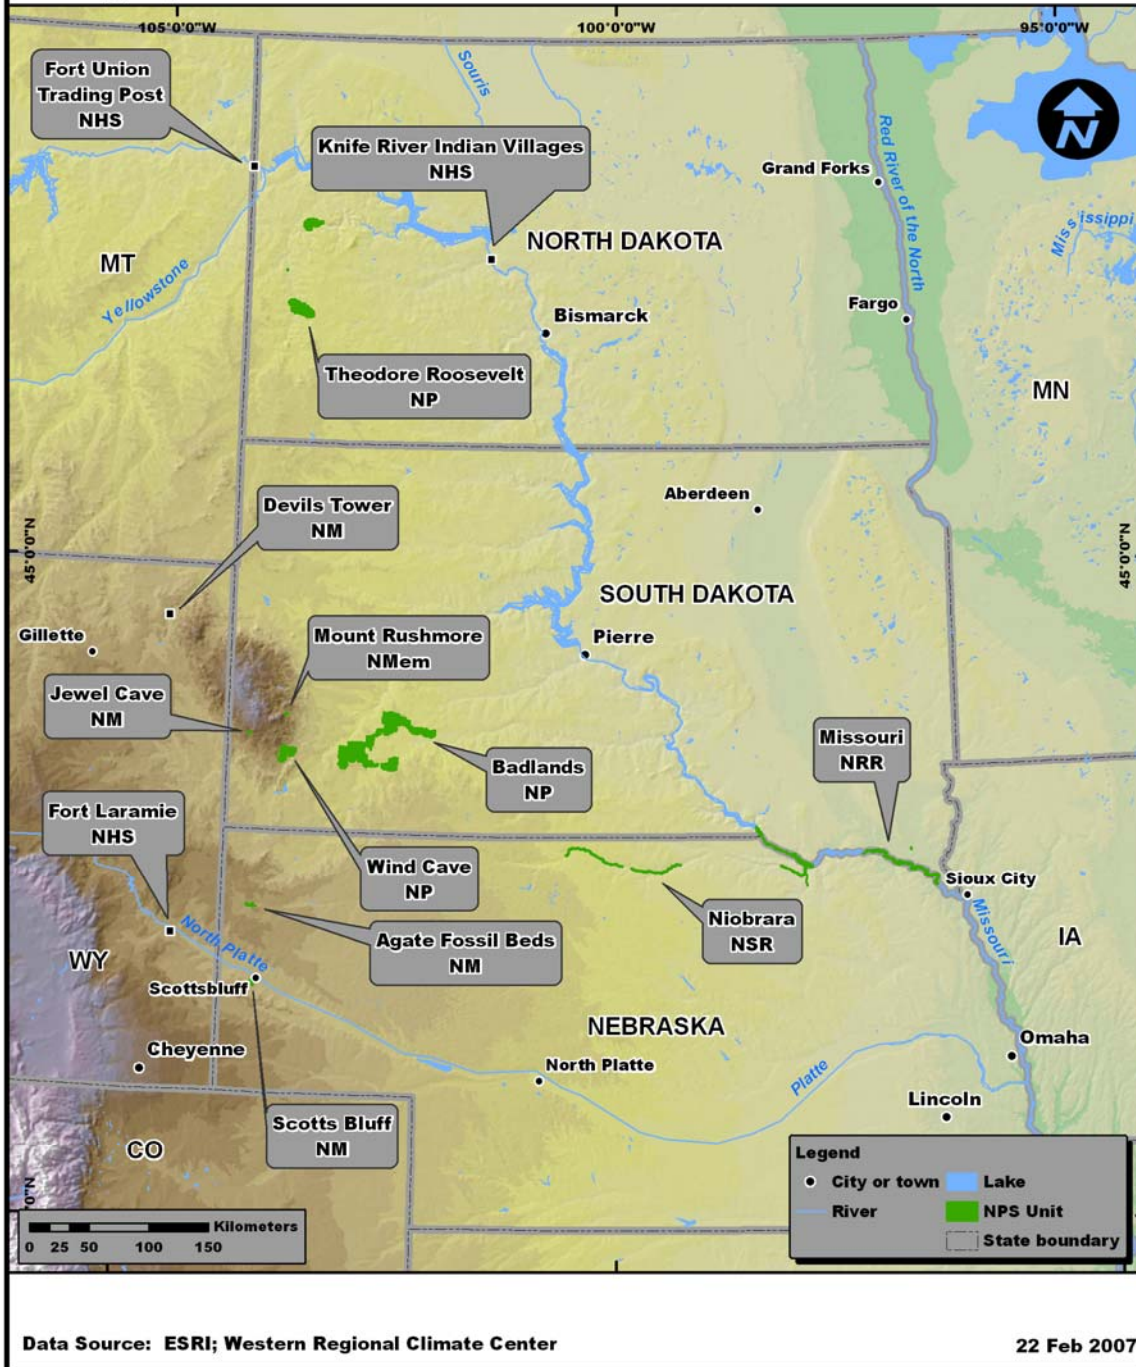 105°0'0"W
100°0'0"W
95°0'0"W
Fort Union
Trading Post
NHS
Souris
Knife River Indian Villages
NHS
N
Grand Forks
Red River of the North
Mississippi
NORTH DAKOTA
MT
Yellowstone
Fargo
Bismarck
Theodore Roosevelt
NP
MN
Devils Tower
NM
Aberdeen
45°0'0"N
45°0'0"N
SOUTH DAKOTA
Gillette
Mount Rushmore
NMem
Pierre
Jewel Cave
NM
Missouri
NRR
Badlands
NP
Fort Laramie
NHS
Wind Cave
NP
Sioux City
Niobrara
NSR
Missouri
North Platte
Agate Fossil Beds
NM
IA
WY
Scottsbluff
NEBRASKA
Omaha
Cheyenne
North Platte
Platte
Lincoln
Scotts Bluff
NM
CO
Legend
City or town
Lake
River
NPS Unit
State boundary
0"N
Kilometers
0 25 50 100 150
Data Source: ESRI; Western Regional Climate Center
22 Feb 2007